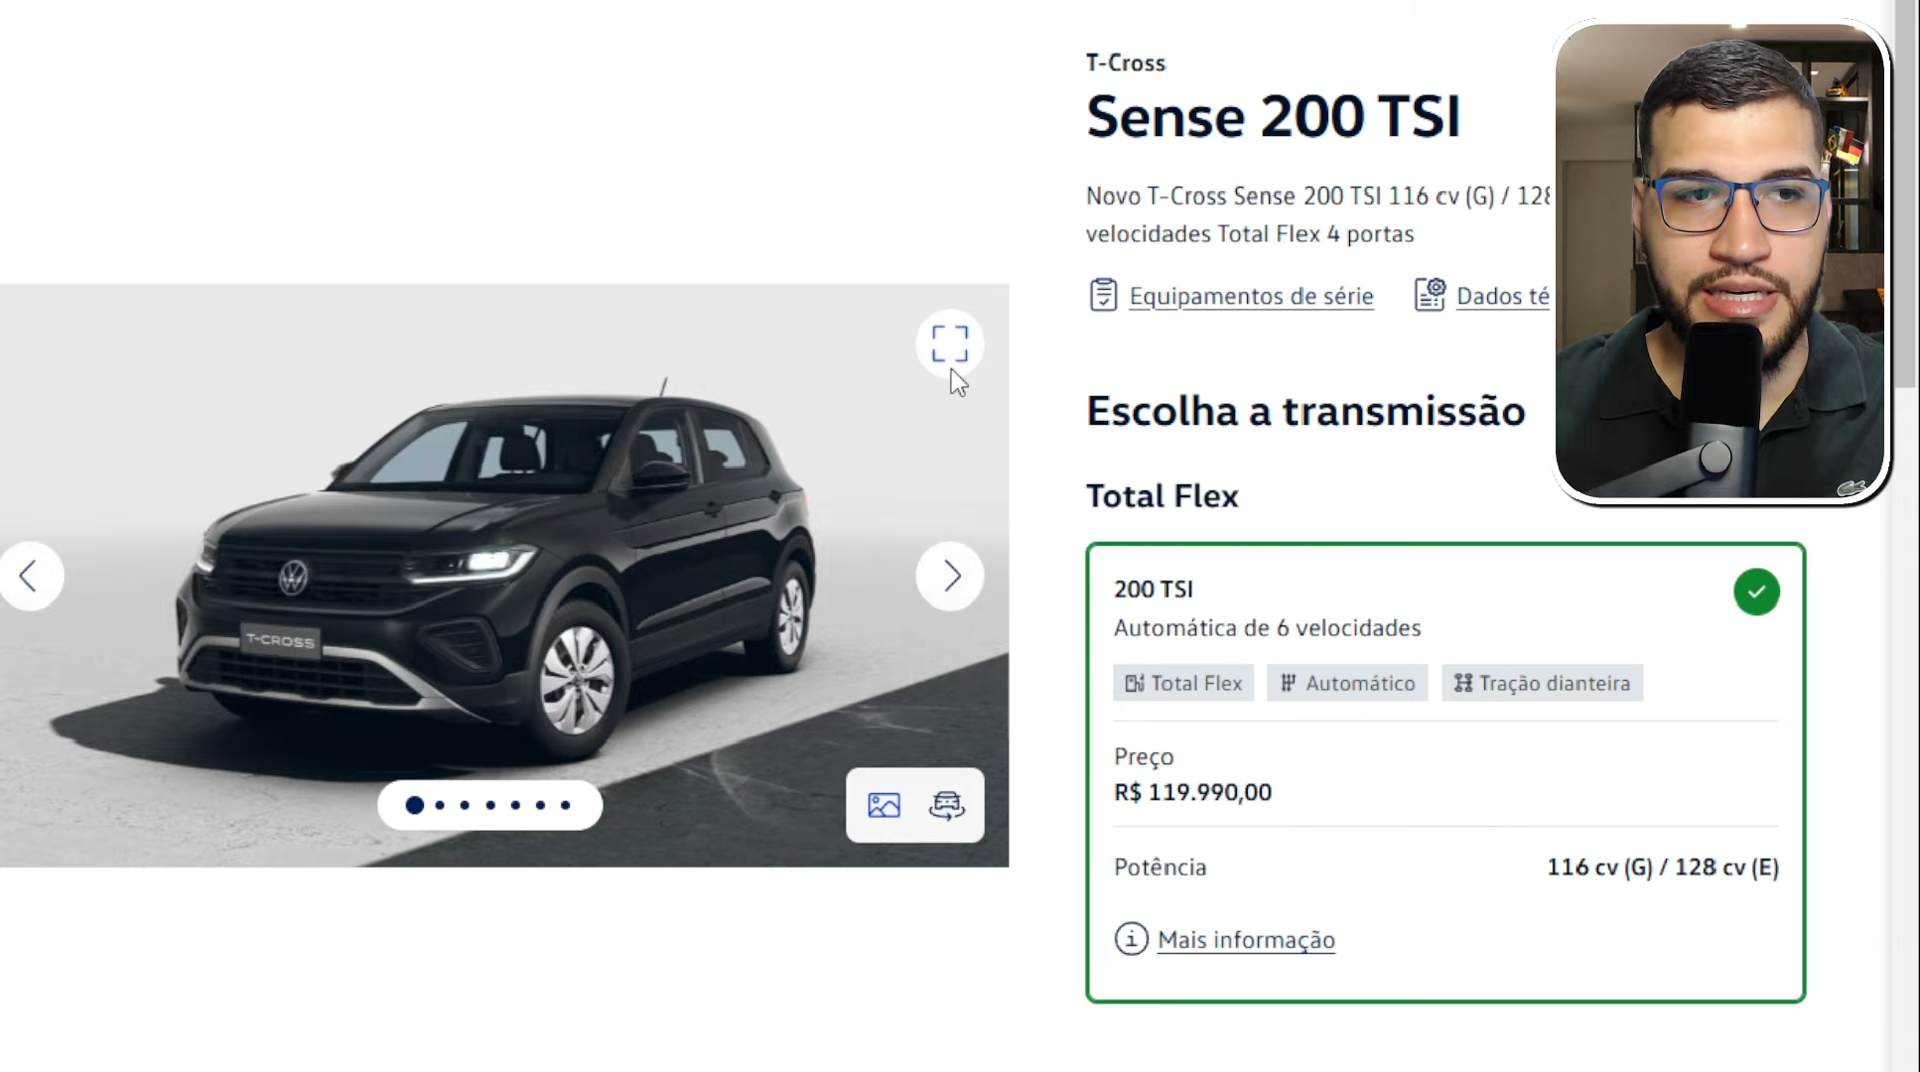 T-Cross
Sense 200 TSI
Novo T-Cross Sense 200 TSI 116 cv (G) / 128
velocidades Total Flex 4 portas
Equipamentos de série
Dados
Escolha a transmissão
Total Flex
T-CROSS
200 TSI
Automática de 6 velocidades
Total Flex
Automático
Tração dianteira
Preço
R$ 119.990,00
Potência
116 cv (G) / 128 cv (E)
Mais informação